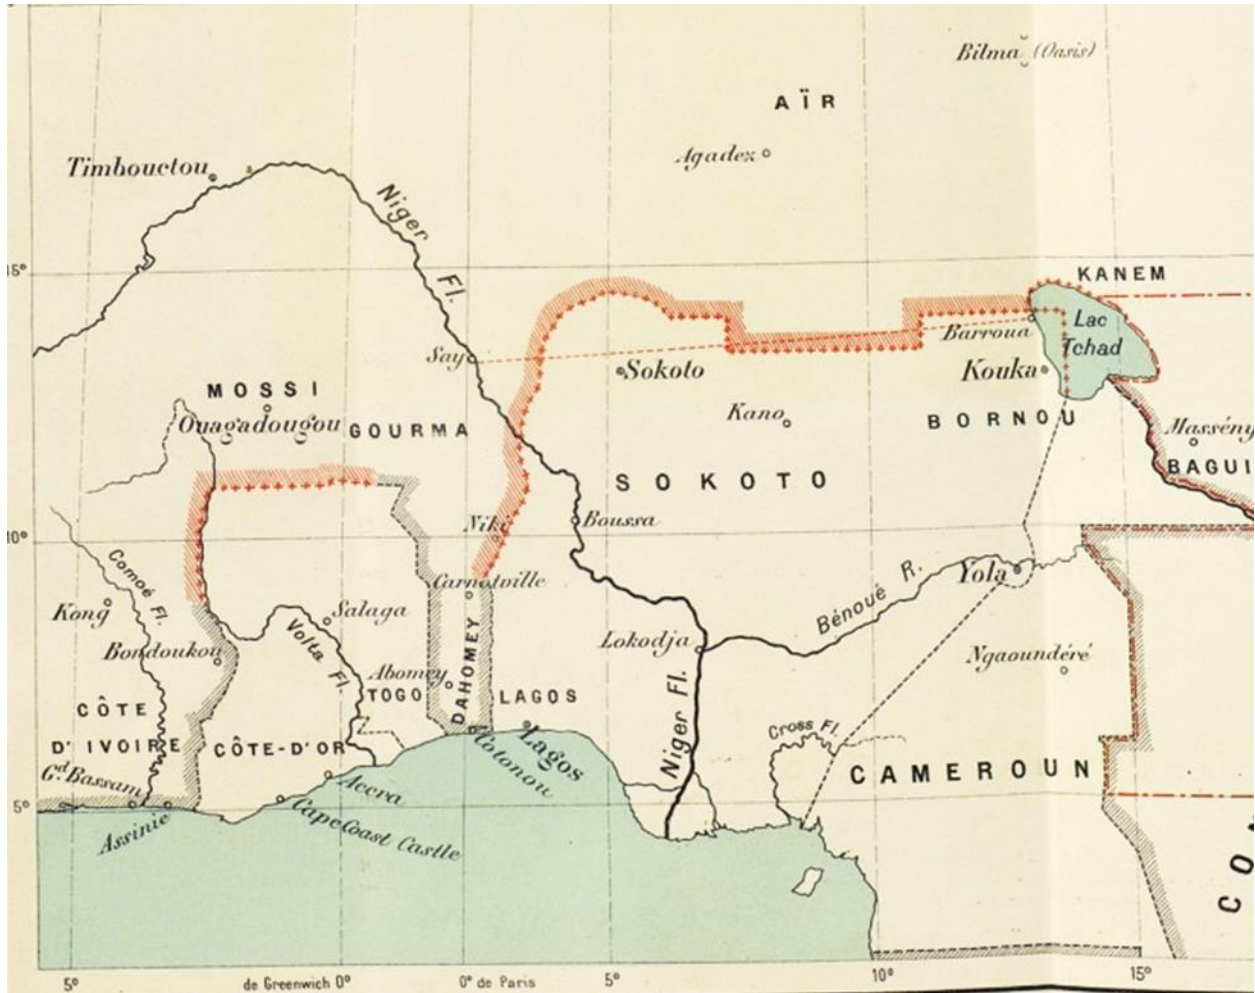 Bilma (Oasis)
AÏR
Agadex
Timbouctou
Niger
Fl.
15°
KANEM
Lac
Tchad
Barroua
Say
Sokoto
Kouka
MOSSI
Ouagadougou
GOURMA
Kano
BORNOU
BAGUI
SOKOTO
Boussa
Niki
10°
Carnotville
Comoé Fl.
Kong
Salaga
Volta Fl.
Bénoué R.
Yola
Lokodja
Bondoukou
Abomey
TOGO
DAHOMEY
LAGOS
Ngaoundéré
CÔTE
D'IVOIRE
CÔTE-D'OR
Lagos
Cotonou
Niger Fl.
Cross Fl.
CAMEROUN
Gd. Bassam
Accra
5°
Assinie
Cape Coast Castle
5°
de Greenwich 0°
0° de Paris
5°
10°
15°